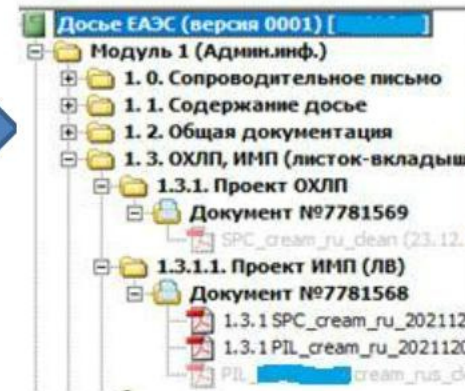 Досье ЕАЭС (версия 0001) [ ]
Модуль 1 (Админ.инф.)
1. 0. Сопроводительное письмо
1. 1. Содержание досье
1. 2. Общая документация
1. 3. ОХЛП, ИМП (листок-вкладыш
1.3.1. Проект ОХЛП
Документ №7781569
SPC_cream_ru_clean (23.12.
1.3.1.1. Проект ИМП (ЛВ)
Документ №7781568
1.3.1 SPC_cream_ru_202112
1.3.1 PIL_cream_ru_2021120
PIL_ cream_rus_cl